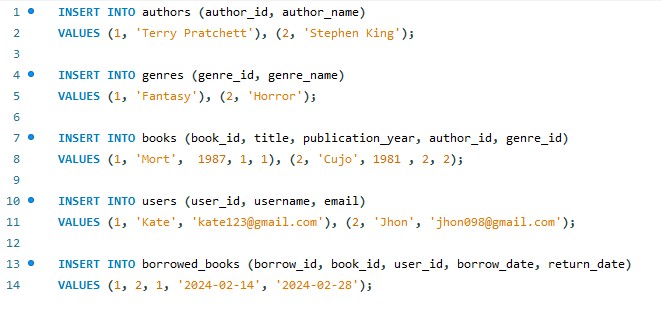 1 INSERT INTO authors (author_id, author_name)
2 VALUES (1, 'Terry Pratchett'), (2, 'Stephen King');
3
4 INSERT INTO genres (genre_id, genre_name)
5 VALUES (1, 'Fantasy'), (2, 'Horror');
6
7 INSERT INTO books (book_id, title, publication_year, author_id, genre_id)
8 VALUES (1, 'Mort',  1987, 1, 1), (2, 'Cujo', 1981 , 2, 2);
9
10 INSERT INTO users (user_id, username, email)
11 VALUES (1, 'Kate', 'kate123@gmail.com'), (2, 'Jhon', 'jhon098@gmail.com');
12
13 INSERT INTO borrowed_books (borrow_id, book_id, user_id, borrow_date, return_date)
14 VALUES (1, 2, 1, '2024-02-14', '2024-02-28');